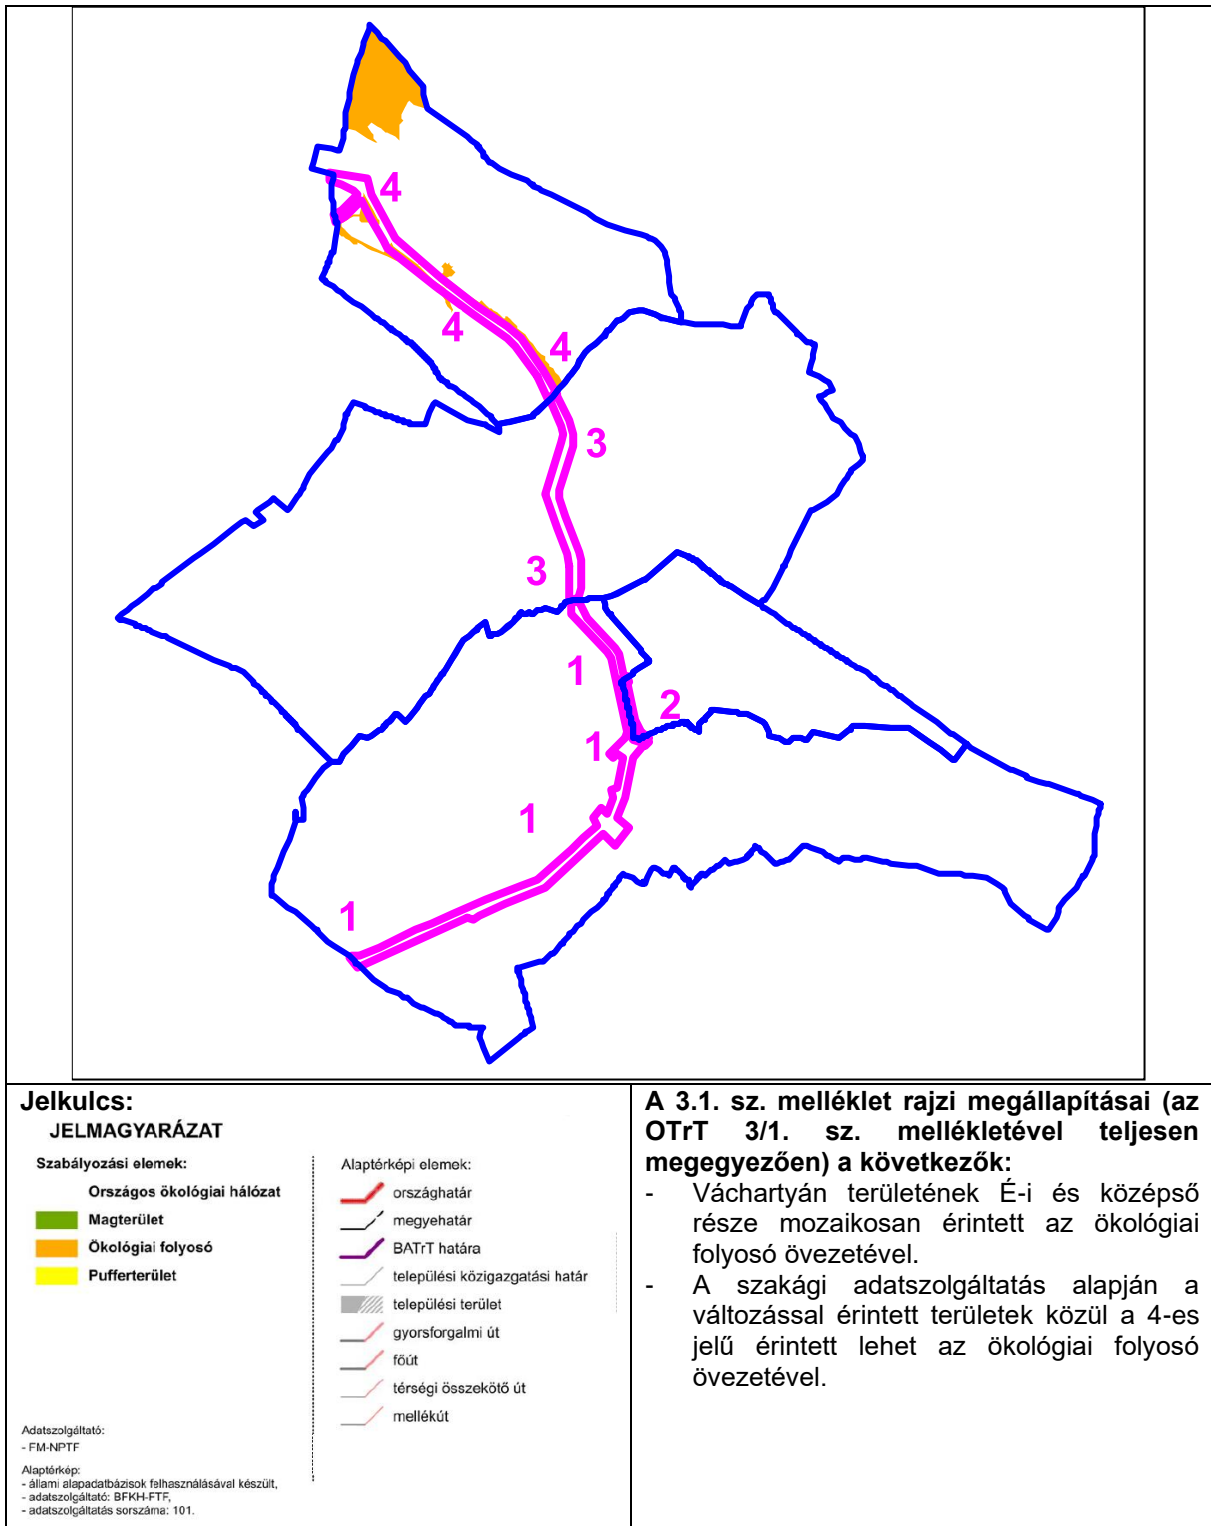 4
4
4
3
3
1
2
1
1
1
Jelkulcs:
JELMAGYARÁZAT
Szabályozási elemek:
Országos ökológiai hálózat
Magterület
Ökológiai folyosó
Pufferterület
Adatszolgáltató:
- FM-NPTF
Alaptérkép:
- állami alapadatbázisok felhasználásával készült,
- adatszolgáltató: BFKH-FTF,
- adatszolgáltatás sorszáma: 101.
Alaptérképi elemek:
országhatár
megyehatár
BATrT határa
települési közigazgatási határ
települési terület
gyorsforgalmi út
főút
térségi összekötő út
mellékút
A 3.1. sz. melléklet rajzi megállapításai (az
OTrT 3/1. sz. mellékletével teljesen
megegyezően) a következők:
- Váchartyán területének É-i és középső
része mozaikosan érintett az ökológiai
folyosó övezetével.
- A szakági adatszolgáltatás alapján a
változással érintett területek közül a 4-es
jelű érintett lehet az ökológiai folyosó
övezetével.